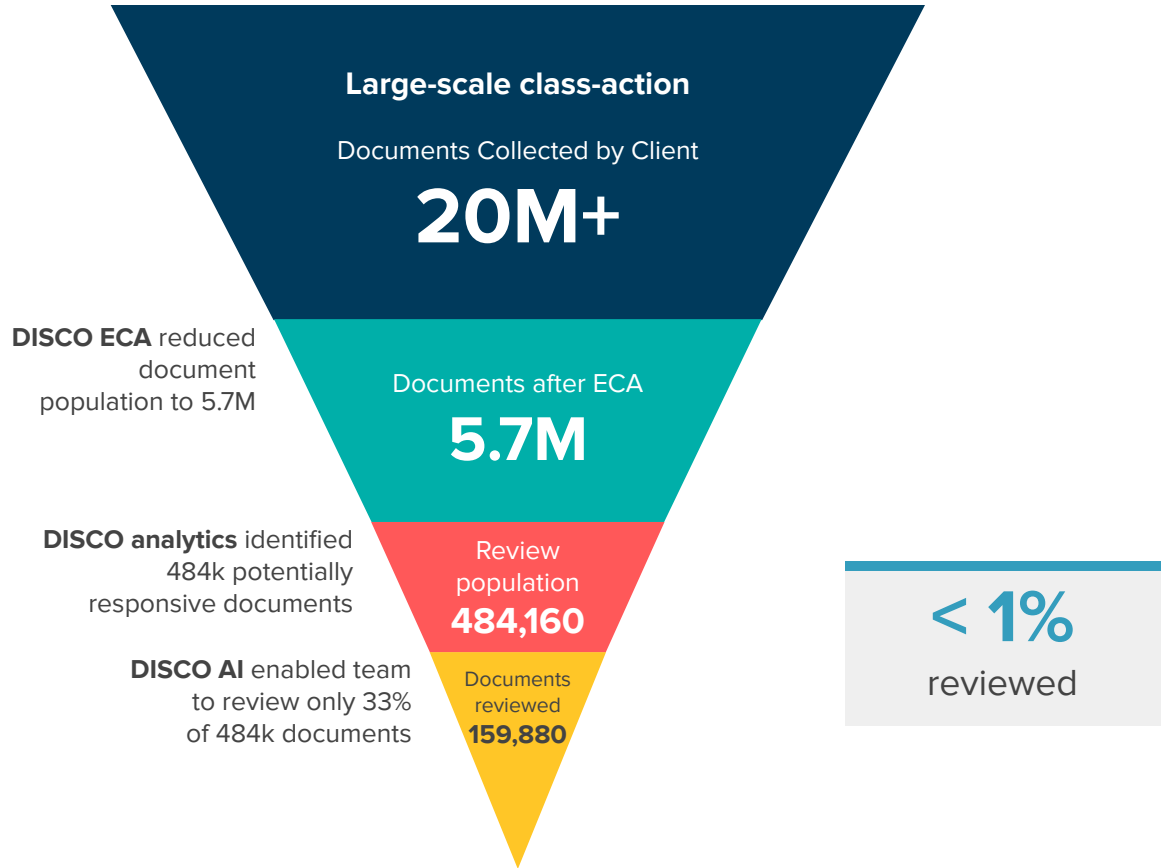 Large-scale class-action
Documents Collected by Client
20M+
DISCO ECA reduced
document
population to 5.7M
Documents after ECA
5.7M
DISCO analytics identified
484k potentially
responsive documents
Review
population
484,160
DISCO AI enabled team
to review only 33%
of 484k documents
Documents
reviewed
159,880
< 1%
reviewed